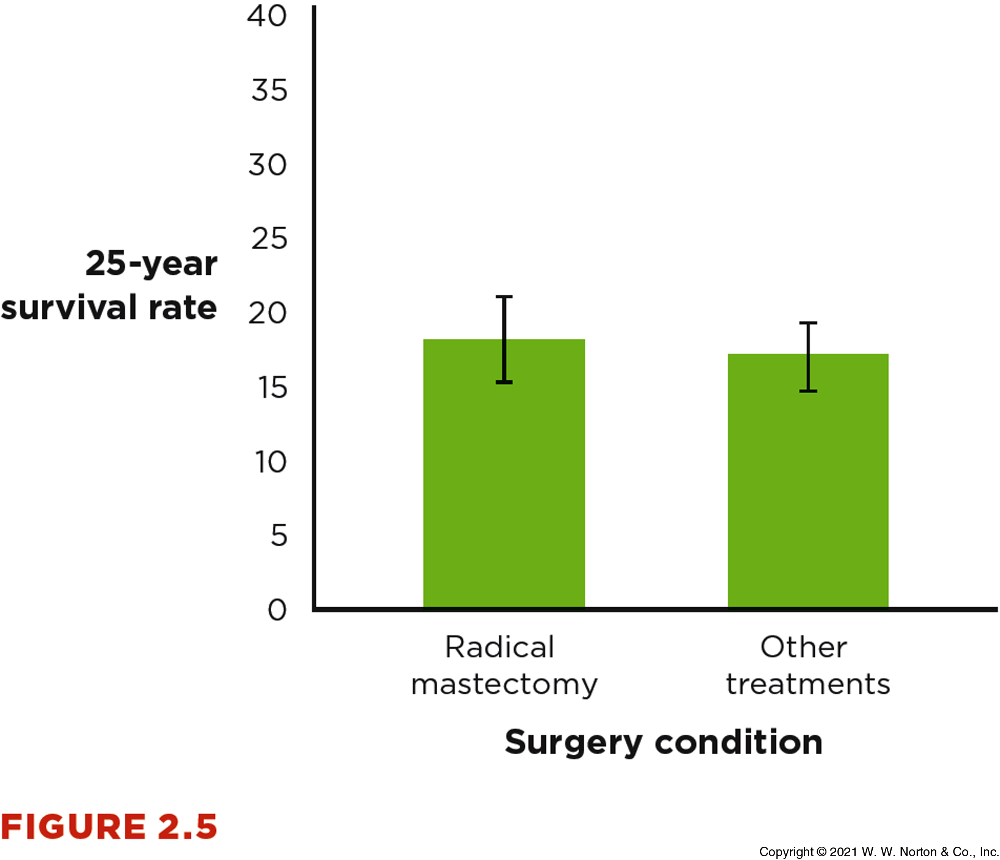 40
35
30
25
20
15
10
5
0
25-year
survival rate
Radical
mastectomy
Other
treatments
Surgery condition
FIGURE 2.5
Copyright © 2021 W. W. Norton & Co., Inc.